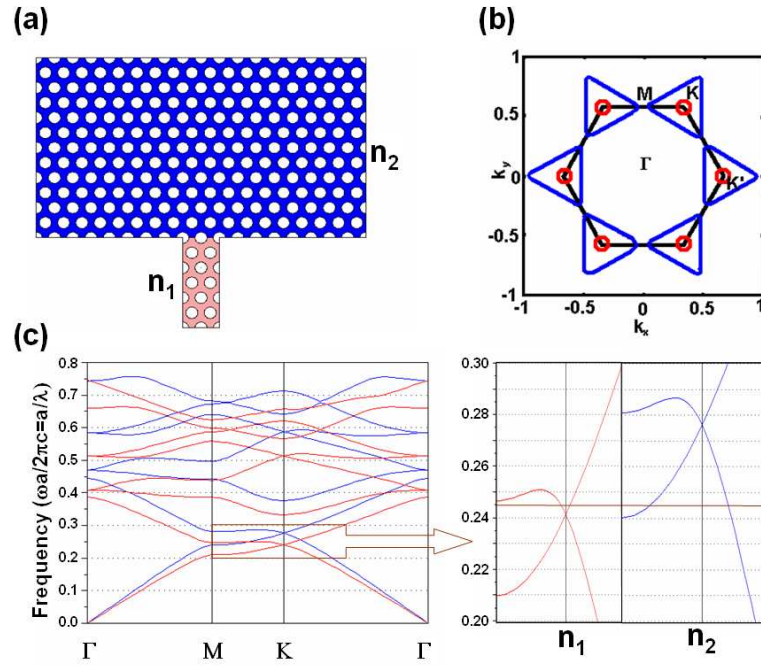 (a)
n2
n1
(b)
1
0.5
0
-0.5
-1
ky
M
K
Γ
K'
-1
-0.5
0
0.5
1
kx
(c)
Frequency (ωa/2πc=a/λ)
0.8
0.7
0.6
0.5
0.4
0.3
0.2
0.1
0.0
Γ
M
K
Γ
0.30
0.28
0.26
0.24
0.22
0.20
n1
n2